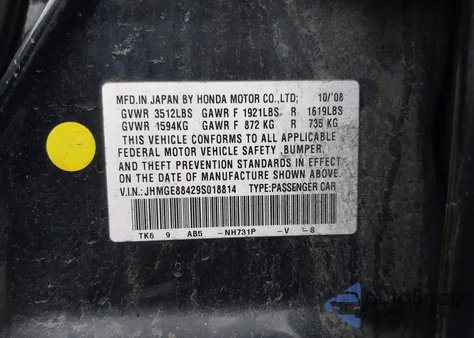 MFD.IN JAPAN BY HONDA MOTOR CO.,LTD; 10/'08
GVWR 3512LBS GAWR F 1921LBS R 1619LBS
GVWR 1594KG GAWR F 872 KG R 735 KG
THIS VEHICLE CONFORMS TO ALL APPLICABLE
FEDERAL MOTOR VEHICLE SAFETY ,BUMPER,
AND THEFT PREVENTION STANDARDS IN EFFECT
ON THE DATE OF MANUFACTURE SHOWN ABOVE.
V.I.N:JHMGE88429S018814 TYPE:PASSENGER CAR
TK6 9 AB5 -NH731P -V -S